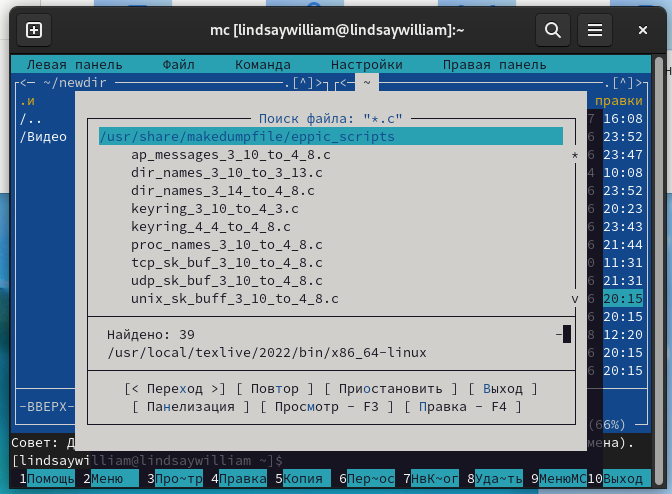 mc [lindsaywilliam@lindsaywilliam]:~
Левая панель Файл Команда Настройки Правая панель
<─ ~/newdir .[^]> <─ ~ .[^]>
.и правки
/.. 7 16:08
/Видео 6 23:52
Поиск файла: "*.c"
/usr/share/makedumpfile/eppic_scripts
ap_messages_3_10_to_4_8.c
dir_names_3_10_to_3_13.c
dir_names_3_14_to_4_8.c
keyring_3_10_to_4_3.c
keyring_4_4_to_4_8.c
proc_names_3_10_to_4_8.c
tcp_sk_buf_3_10_to_4_8.c
udp_sk_buf_3_10_to_4_8.c
unix_sk_buff_3_10_to_4_8.c
6 23:47
4 10:08
6 23:52
6 20:23
6 23:43
6 21:44
0 11:31
6 21:31
6 20:15
6 20:15
8 12:20
6 20:15
6 20:15
Найдено: 39
/usr/local/texlive/2022/bin/x86_64-linux
[< Переход >] [ Повтор ] [ Приостановить ] [ Выход ]
[ Панелизация ] [ Просмотр - F3 ] [ Правка - F4 ]
-ВВЕРХ- (66%)
Совет: Д мена).
[lindsaywilliam@lindsaywilliam ~]$
1Помощь 2Меню 3Про~тр 4Правка 5Копия 6Пер~ос 7НвК~ог 8Уда~ть 9МенюMC 10Выход